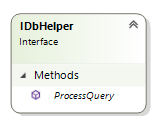 IDbHelper
Interface
Methods
ProcessQuery